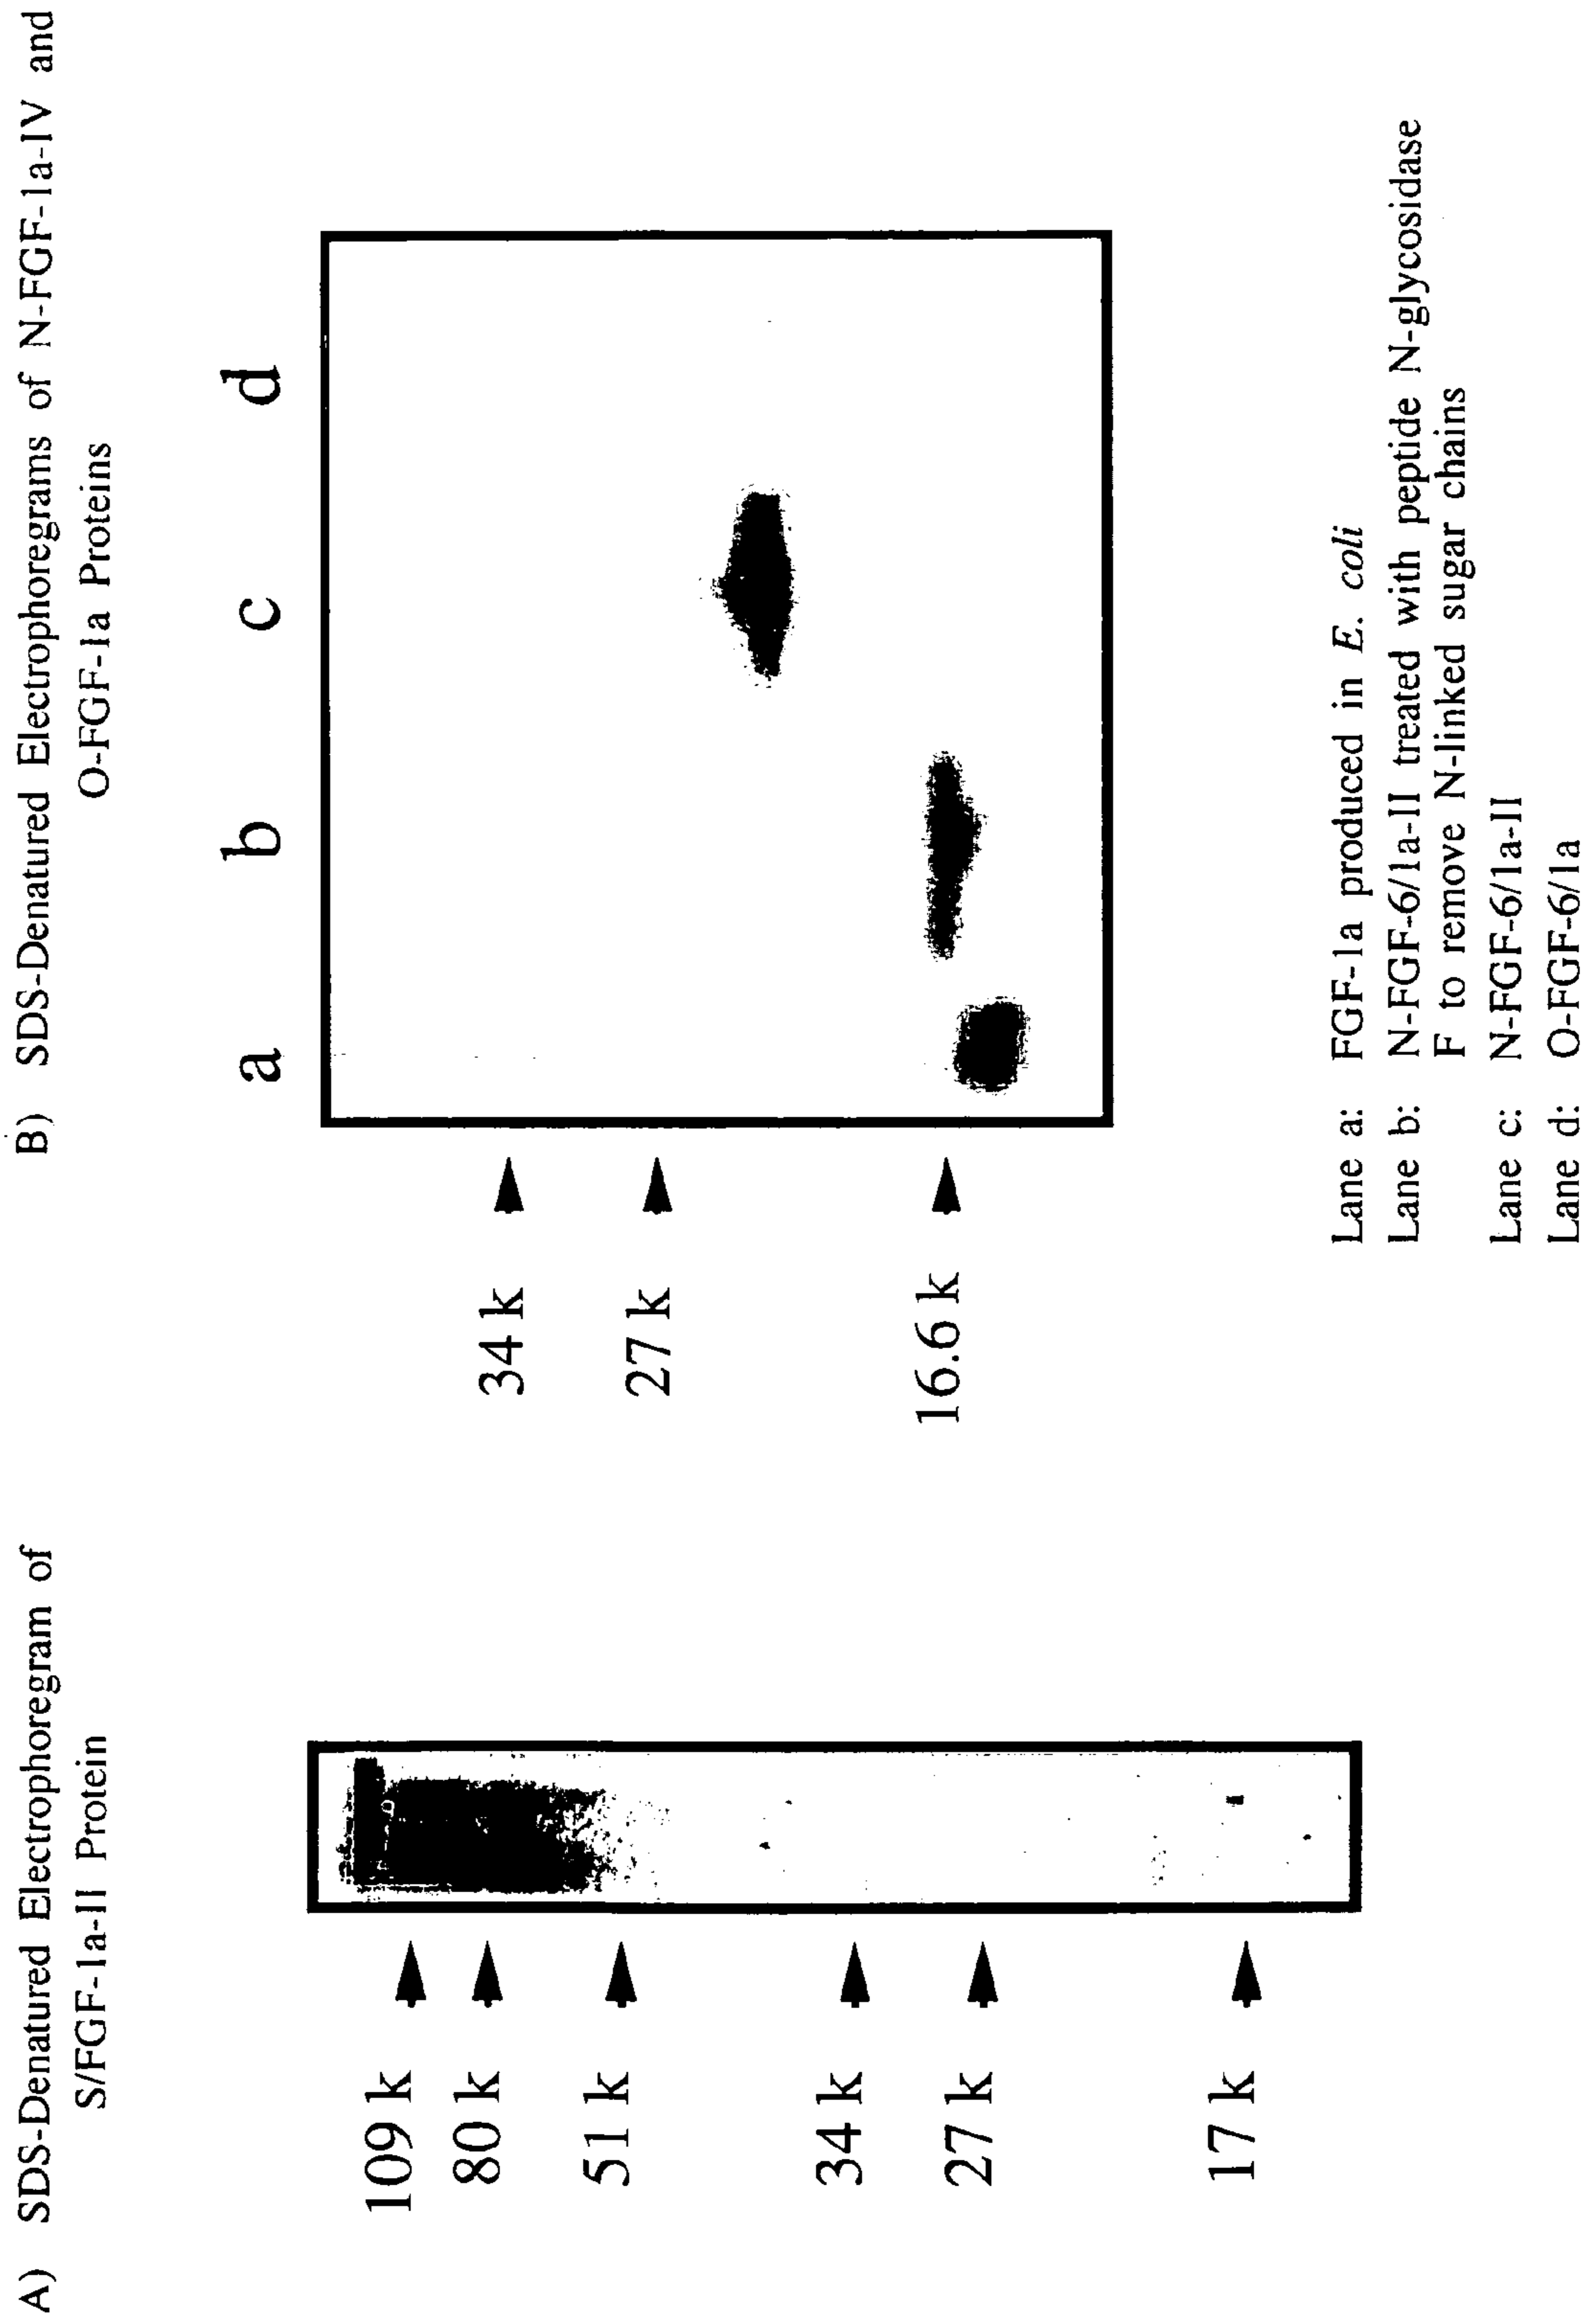 A) SDS-Denatured Electrophoregram of
S/FGF-1a-II Protein
109 k
80 k
51 k
34 k
27 k
17 k
B) SDS-Denatured Electrophoregrams of N-FGF-1a-IV and
O-FGF-1a Proteins
a b c d
34 k
27 k
16.6 k
Lane a: FGF-1a produced in E. coli
Lane b: N-FGF-6/1a-II treated with peptide N-glycosidase
F to remove N-linked sugar chains
Lane c: N-FGF-6/1a-II
Lane d: O-FGF-6/1a